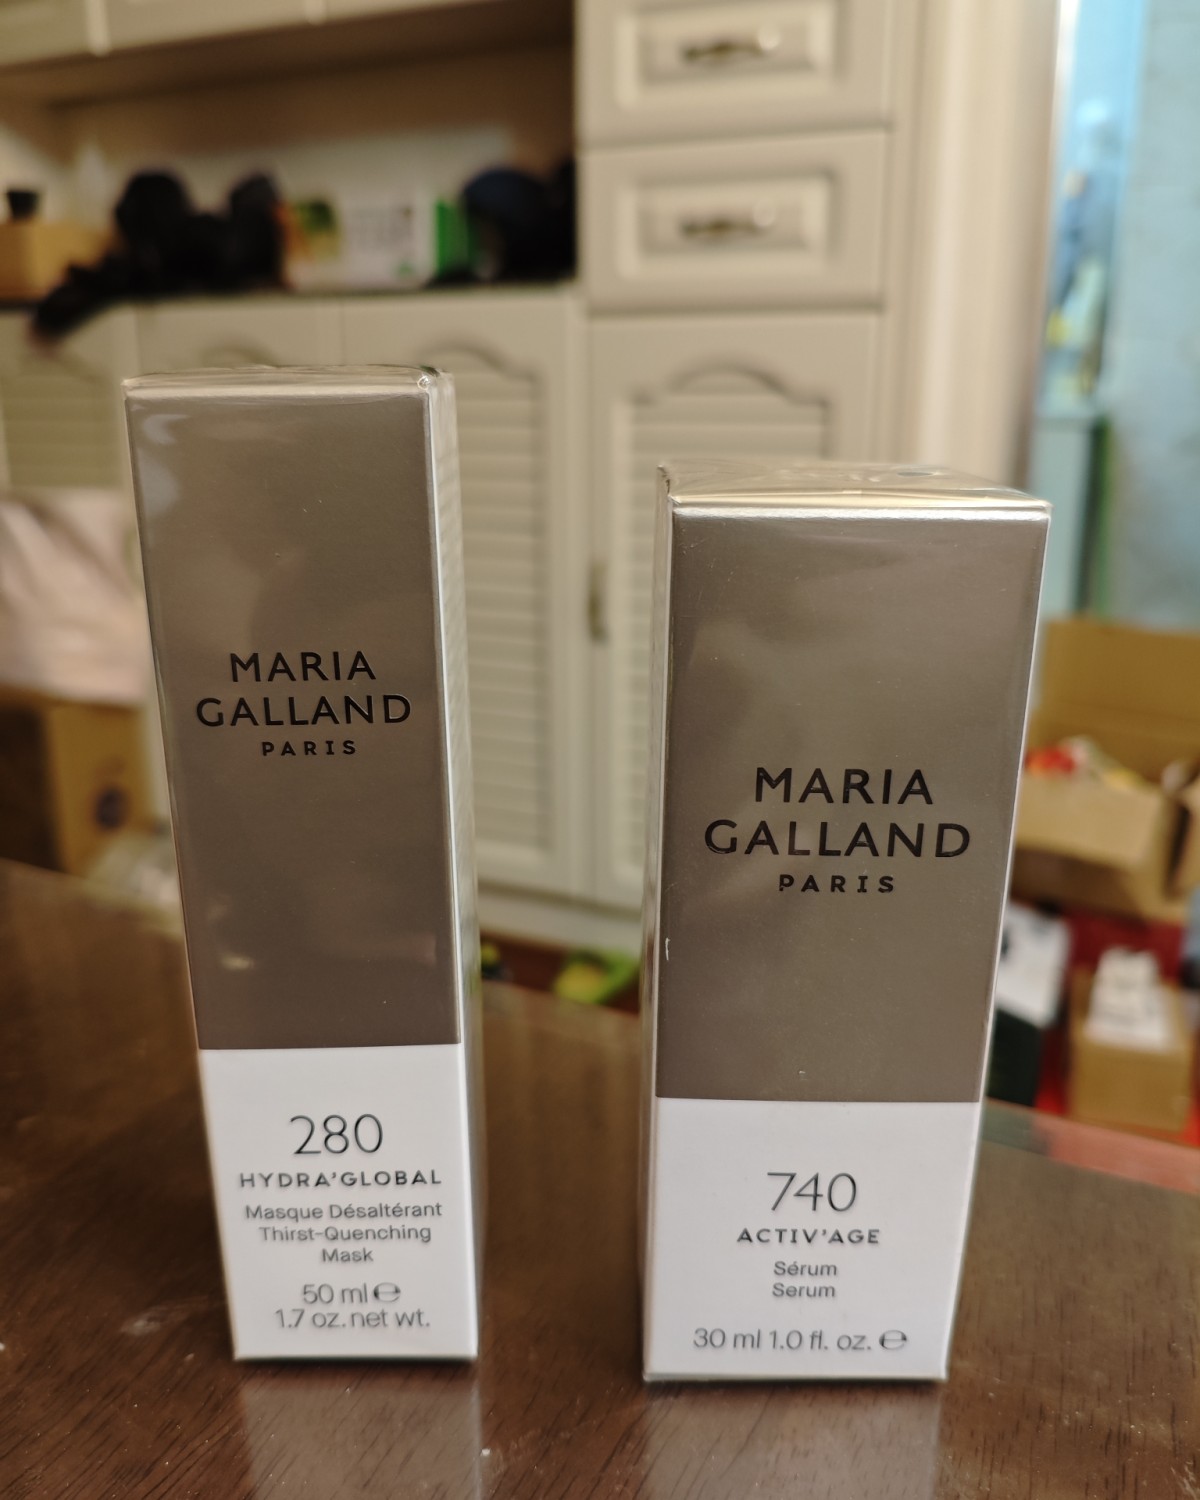 MARIA
GALLAND
PARIS
280
HYDRA'GLOBAL
Masque Désaltérant
Thirst-Quenching
Mask
50 ml ℮
1.7 oz. net wt.
MARIA
GALLAND
PARIS
740
ACTIV'AGE
Sérum
Serum
30 ml 1.0 fl. oz. ℮